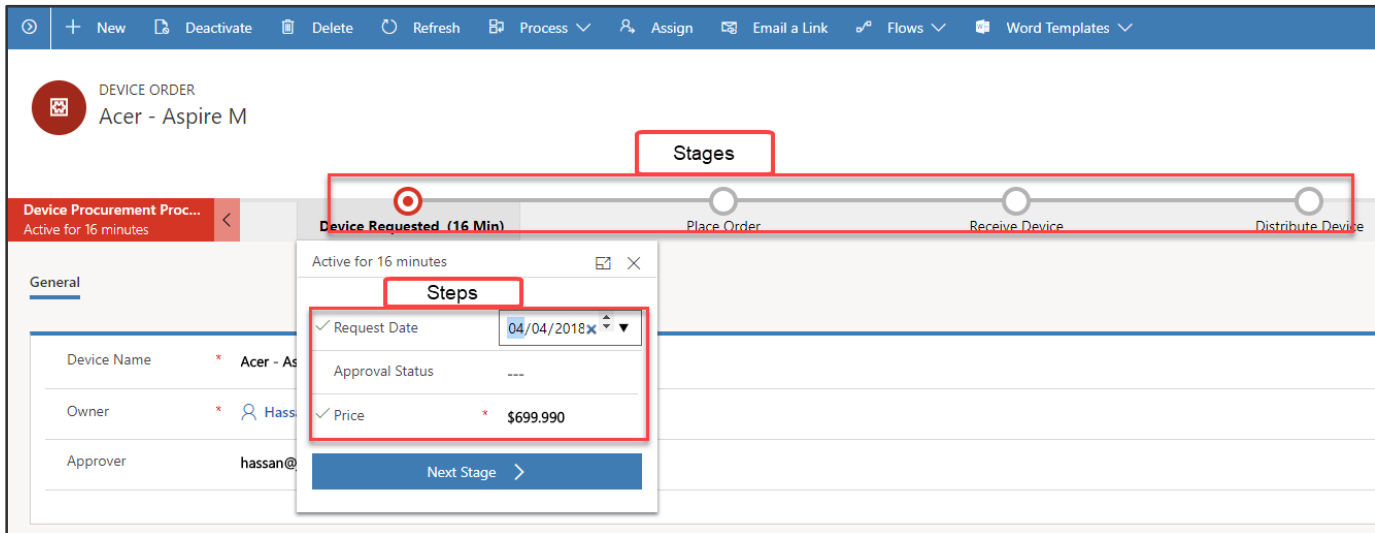 New Deactivate Delete Refresh Process Assign Email a Link Flows Word Templates
DEVICE ORDER
Acer - Aspire M
Stages
Device Procurement Proc...
Active for 16 minutes
Device Requested (16 Min)
Place Order
Receive Device
Distribute Device
Active for 16 minutes
General
Steps
Request Date 04/04/2018
Approval Status ---
Price * $699.990
Next Stage
Device Name * Acer - As
Owner * Hass
Approver hassan@